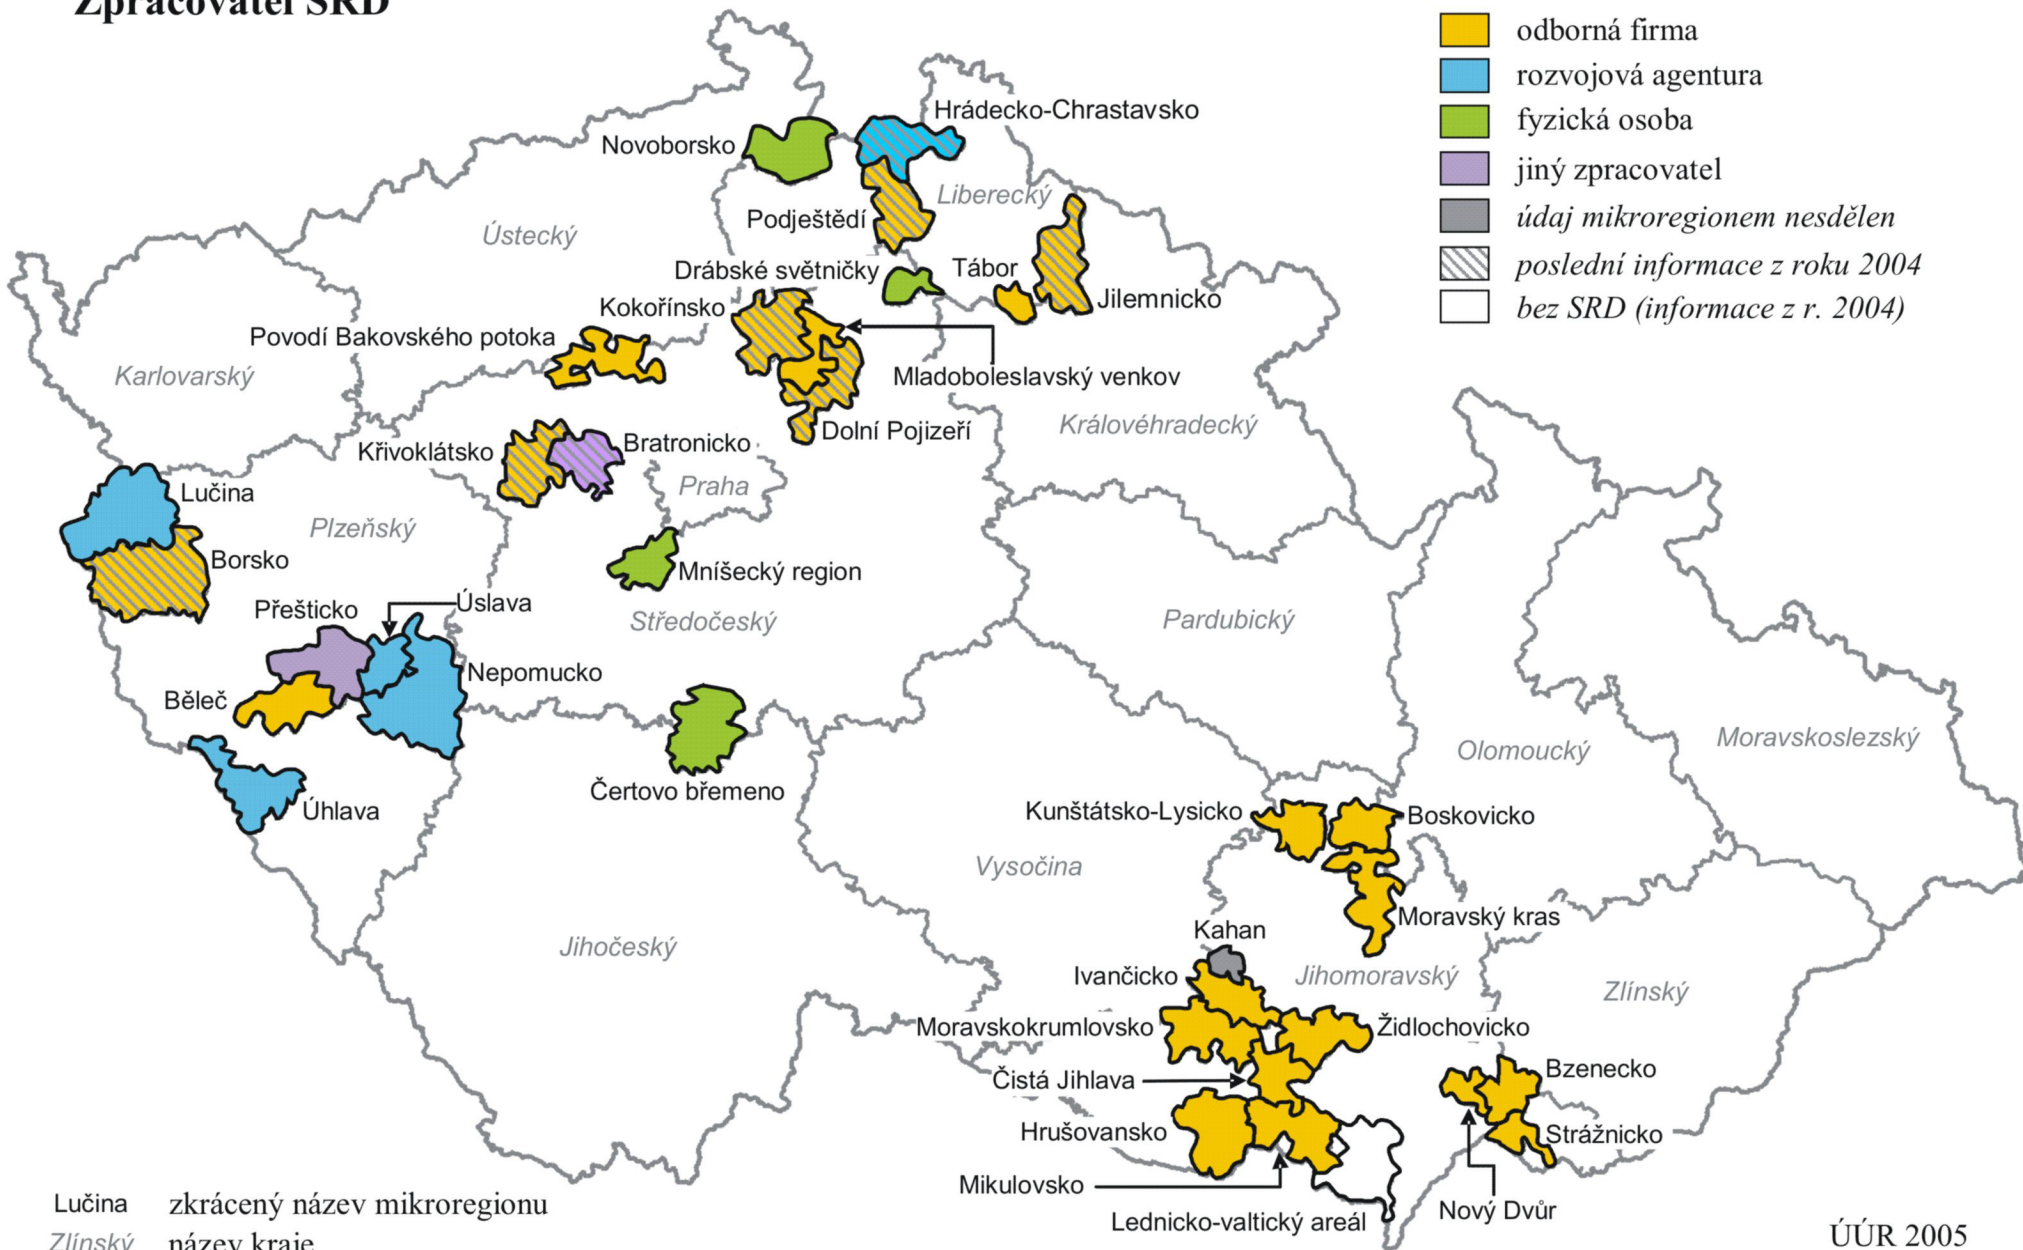 Zpracovatel SRD
odborná firma
rozvojová agentura
fyzická osoba
jiný zpracovatel
údaj mikroregionem nesdělen
poslední informace z roku 2004
bez SRD (informace z r. 2004)
Hrádecko-Chrastavsko
Novoborsko
Liberecký
Podještědí
Ústecký
Drábské světničky
Tábor
Jilemnicko
Kokořínsko
Povodí Bakovského potoka
Karlovarský
Mladoboleslavský venkov
Královéhradecký
Dolní Pojizeří
Křivoklátsko
Bratronicko
Praha
Lučina
Plzeňský
Borsko
Mníšecký region
Přešticko
Úslava
Středočeský
Pardubický
Nepomucko
Běleč
Olomoucký
Moravskoslezský
Čertovo břemeno
Úhlava
Kunštátsko-Lysicko
Boskovicko
Vysočina
Moravský kras
Kahan
Jihočeský
Ivančicko
Jihomoravský
Zlínský
Moravskokrumlovsko
Židlochovicko
Čistá Jihlava
Bzenecko
Hrušovansko
Strážnicko
Mikulovsko
Lednicko-valtický areál
Nový Dvůr
Lučina zkrácený název mikroregionu
Zlínský název kraje
ÚÚR 2005